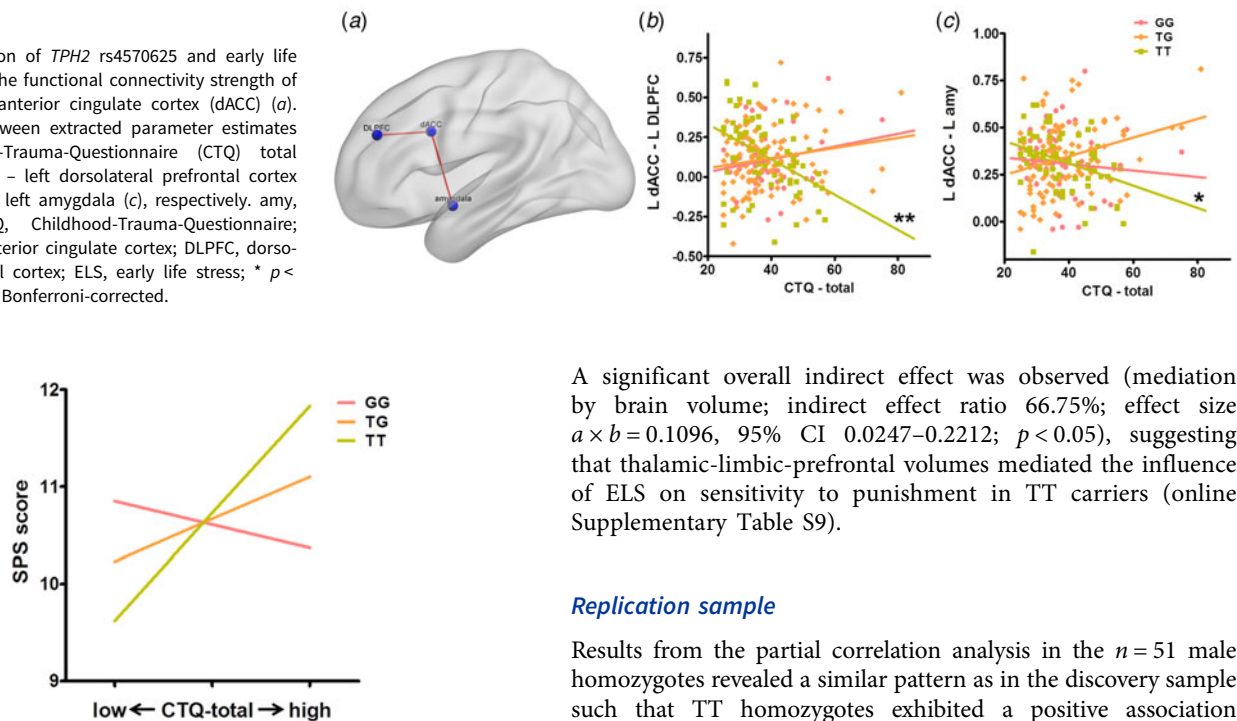 ion of TPH2 rs4570625 and early life
he functional connectivity strength of
anterior cingulate cortex (dACC) (a).
ween extracted parameter estimates
-Trauma-Questionnaire (CTQ) total
– left dorsolateral prefrontal cortex
left amygdala (c), respectively. amy,
Q, Childhood-Trauma-Questionnaire;
terior cingulate cortex; DLPFC, dorso-
l cortex; ELS, early life stress; * p <
Bonferroni-corrected.
(a)
DLPFC
dACC
amygdala
(b)
L dACC - L DLPFC
0.75
0.50
0.25
0.00
-0.25
-0.50
**
20 40 60 80
CTQ - total
(c)
L dACC - L amy
1.00
0.75
0.50
0.25
0.00
*
20 40 60 80
CTQ - total
GG
TG
TT
SPS score
12
11
10
9
GG
TG
TT
low ← CTQ-total → high
A significant overall indirect effect was observed (mediation
by brain volume; indirect effect ratio 66.75%; effect size
a × b = 0.1096, 95% CI 0.0247–0.2212; p < 0.05), suggesting
that thalamic-limbic-prefrontal volumes mediated the influence
of ELS on sensitivity to punishment in TT carriers (online
Supplementary Table S9).
Replication sample
Results from the partial correlation analysis in the n = 51 male
homozygotes revealed a similar pattern as in the discovery sample
such that TT homozygotes exhibited a positive association